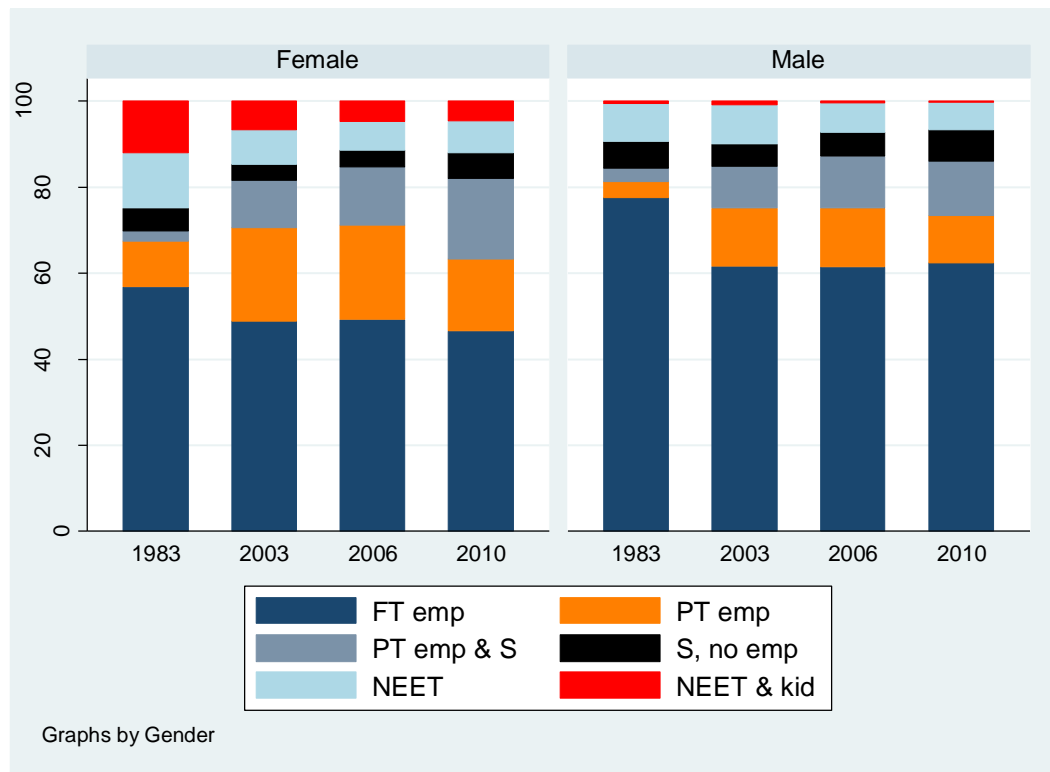 Female Male
100
80
60
40
20
0
1983 2003 2006 2010 1983 2003 2006 2010
FT emp PT emp
PT emp & S S, no emp
NEET NEET & kid
Graphs by Gender